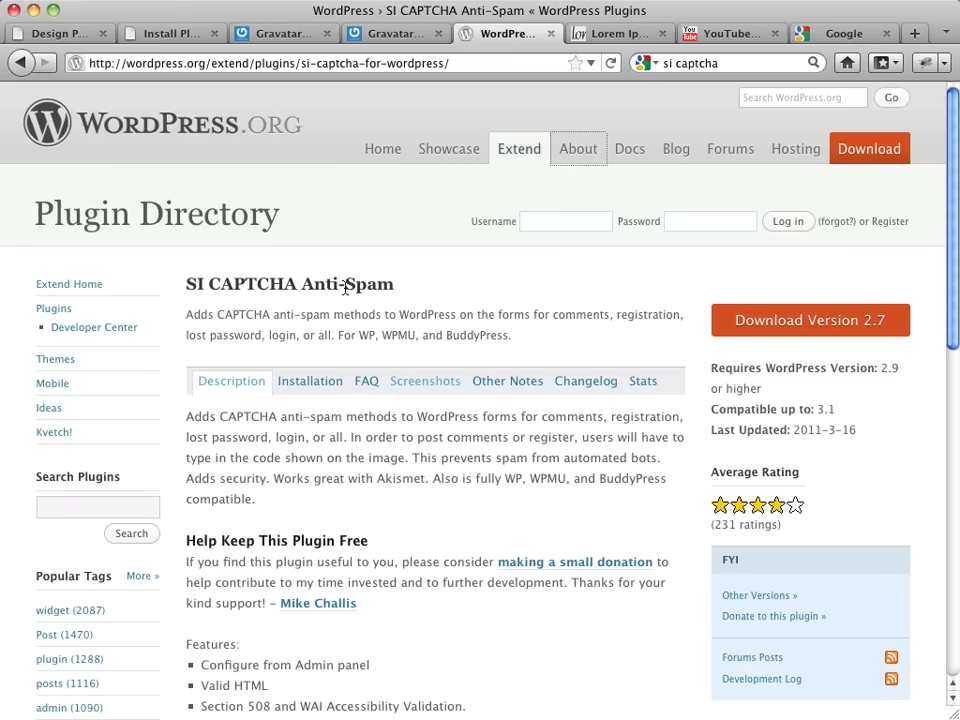 WordPress › SI CAPTCHA Anti-Spam « WordPress Plugins
Design P...
Install Pl...
Gravatar...
Gravatar...
WordPre...
Lorem Ip...
YouTube...
Google
http://wordpress.org/extend/plugins/si-captcha-for-wordpress/
si captcha
Search WordPress.org
Go
WORDPRESS.ORG
Home
Showcase
Extend
About
Docs
Blog
Forums
Hosting
Download
Plugin Directory
Username
Password
Log in
(forgot?) or Register
Extend Home
Plugins
Developer Center
Themes
Mobile
Ideas
Kvetch!
Search Plugins
Search
Popular Tags
More »
widget (2087)
Post (1470)
plugin (1288)
posts (1116)
admin (1090)
SI CAPTCHA Anti-Spam
Adds CAPTCHA anti-spam methods to WordPress on the forms for comments, registration,
lost password, login, or all. For WP, WPMU, and BuddyPress.
Description
Installation
FAQ
Screenshots
Other Notes
Changelog
Stats
Adds CAPTCHA anti-spam methods to WordPress forms for comments, registration,
lost password, login, or all. In order to post comments or register, users will have to
type in the code shown on the image. This prevents spam from automated bots.
Adds security. Works great with Akismet. Also is fully WP, WPMU, and BuddyPress
compatible.
Help Keep This Plugin Free
If you find this plugin useful to you, please consider making a small donation to
help contribute to my time invested and to further development. Thanks for your
kind support! – Mike Challis
Features:
Configure from Admin panel
Valid HTML
Section 508 and WAI Accessibility Validation.
Download Version 2.7
Requires WordPress Version: 2.9
or higher
Compatible up to: 3.1
Last Updated: 2011-3-16
Average Rating
(231 ratings)
FYI
Other Versions »
Donate to this plugin »
Forums Posts
Development Log